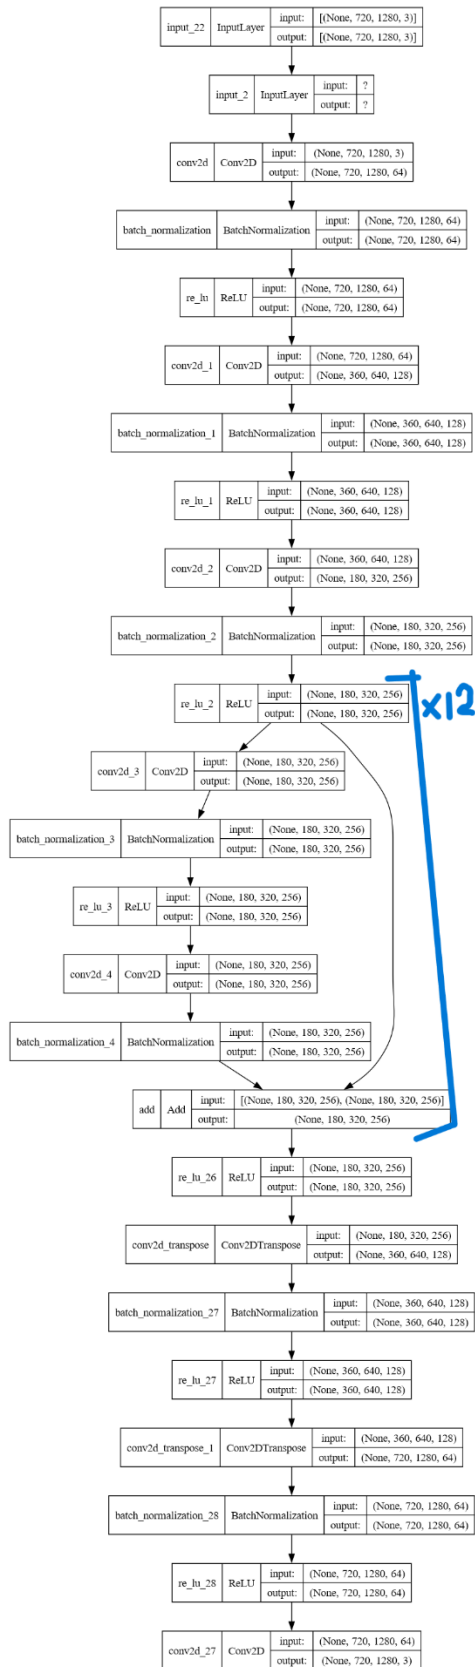 input_22 InputLayer input: [(None, 720, 1280, 3)]
output: [(None, 720, 1280, 3)]
input_2 InputLayer input: ?
output: ?
conv2d Conv2D input: (None, 720, 1280, 3)
output: (None, 720, 1280, 64)
batch_normalization BatchNormalization input: (None, 720, 1280, 64)
output: (None, 720, 1280, 64)
re_lu ReLU input: (None, 720, 1280, 64)
output: (None, 720, 1280, 64)
conv2d_1 Conv2D input: (None, 720, 1280, 64)
output: (None, 360, 640, 128)
batch_normalization_1 BatchNormalization input: (None, 360, 640, 128)
output: (None, 360, 640, 128)
re_lu_1 ReLU input: (None, 360, 640, 128)
output: (None, 360, 640, 128)
conv2d_2 Conv2D input: (None, 360, 640, 128)
output: (None, 180, 320, 256)
batch_normalization_2 BatchNormalization input: (None, 180, 320, 256)
output: (None, 180, 320, 256)
re_lu_2 ReLU input: (None, 180, 320, 256)
output: (None, 180, 320, 256)
x12
conv2d_3 Conv2D input: (None, 180, 320, 256)
output: (None, 180, 320, 256)
batch_normalization_3 BatchNormalization input: (None, 180, 320, 256)
output: (None, 180, 320, 256)
re_lu_3 ReLU input: (None, 180, 320, 256)
output: (None, 180, 320, 256)
conv2d_4 Conv2D input: (None, 180, 320, 256)
output: (None, 180, 320, 256)
batch_normalization_4 BatchNormalization input: (None, 180, 320, 256)
output: (None, 180, 320, 256)
add Add input: [(None, 180, 320, 256), (None, 180, 320, 256)]
output: (None, 180, 320, 256)
re_lu_26 ReLU input: (None, 180, 320, 256)
output: (None, 180, 320, 256)
conv2d_transpose Conv2DTranspose input: (None, 180, 320, 256)
output: (None, 360, 640, 128)
batch_normalization_27 BatchNormalization input: (None, 360, 640, 128)
output: (None, 360, 640, 128)
re_lu_27 ReLU input: (None, 360, 640, 128)
output: (None, 360, 640, 128)
conv2d_transpose_1 Conv2DTranspose input: (None, 360, 640, 128)
output: (None, 720, 1280, 64)
batch_normalization_28 BatchNormalization input: (None, 720, 1280, 64)
output: (None, 720, 1280, 64)
re_lu_28 ReLU input: (None, 720, 1280, 64)
output: (None, 720, 1280, 64)
conv2d_27 Conv2D input: (None, 720, 1280, 64)
output: (None, 720, 1280, 3)